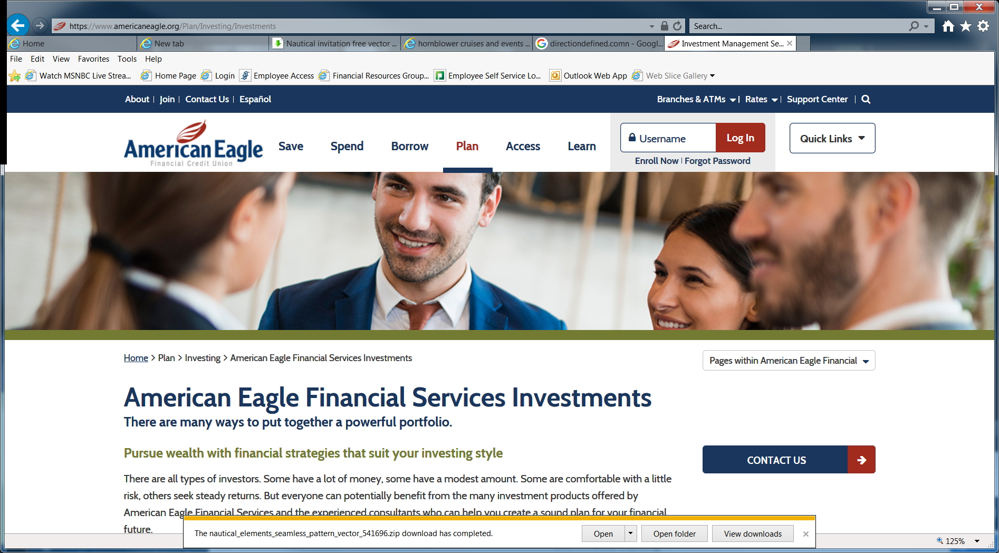 https://www.americaneagle.org/Plan/Investing/Investments
Search...
Home
New tab
Nautical invitation free vector ...
hornblower cruises and events ...
directiondefined.comn - Googl...
Investment Management Se...
File Edit View Favorites Tools Help
Watch MSNBC Live Strea... Home Page Login Employee Access Financial Resources Group... Employee Self Service Lo... Outlook Web App Web Slice Gallery
About | Join | Contact Us | Español
Branches & ATMs | Rates | Support Center |
American Eagle
Financial Credit Union
Save Spend Borrow Plan Access Learn
Username
Log In
Enroll Now | Forgot Password
Quick Links
Home > Plan > Investing > American Eagle Financial Services Investments
Pages within American Eagle Financial
American Eagle Financial Services Investments
There are many ways to put together a powerful portfolio.
Pursue wealth with financial strategies that suit your investing style
CONTACT US
There are all types of investors. Some have a lot of money, some have a modest amount. Some are comfortable with a little
risk, others seek steady returns. But everyone can potentially benefit from the many investment products offered by
American Eagle Financial Services and the experienced consultants who can help you create a sound plan for your financial
future.
The nautical_elements_seamless_pattern_vector_541696.zip download has completed.
Open
Open folder
View downloads
125%